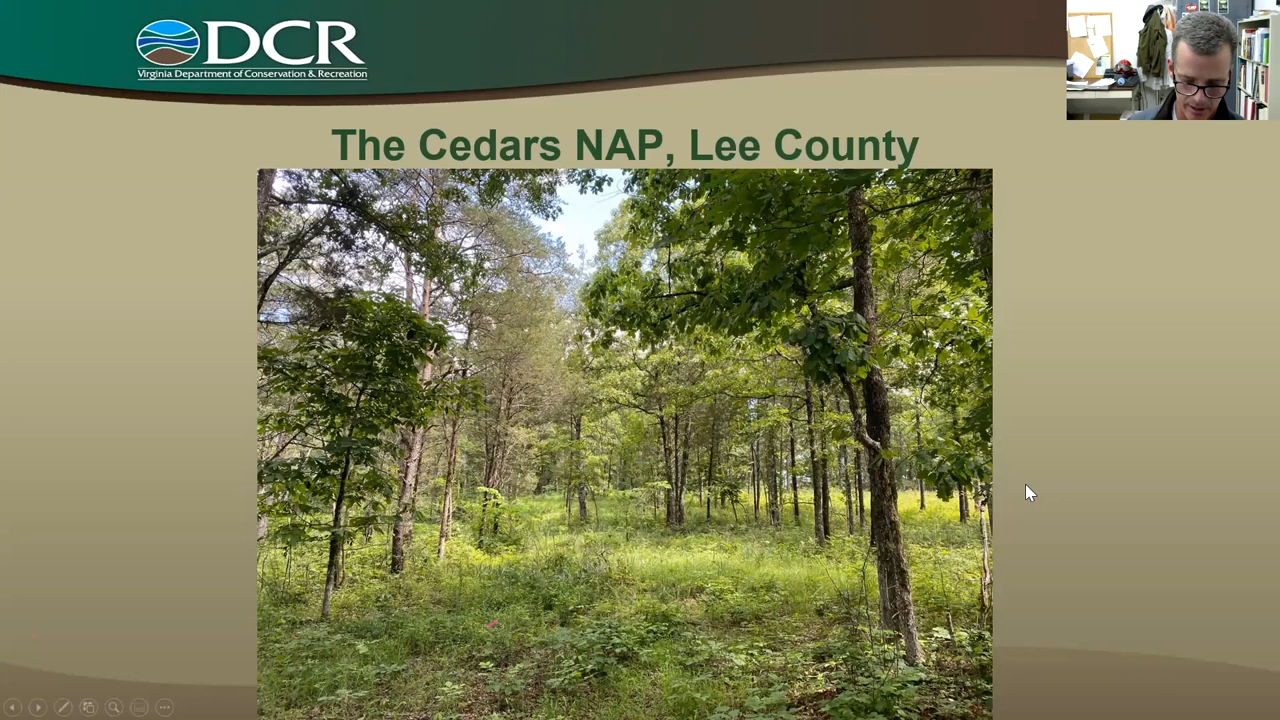 DCR
Virginia Department of Conservation & Recreation
The Cedars NAP, Lee County